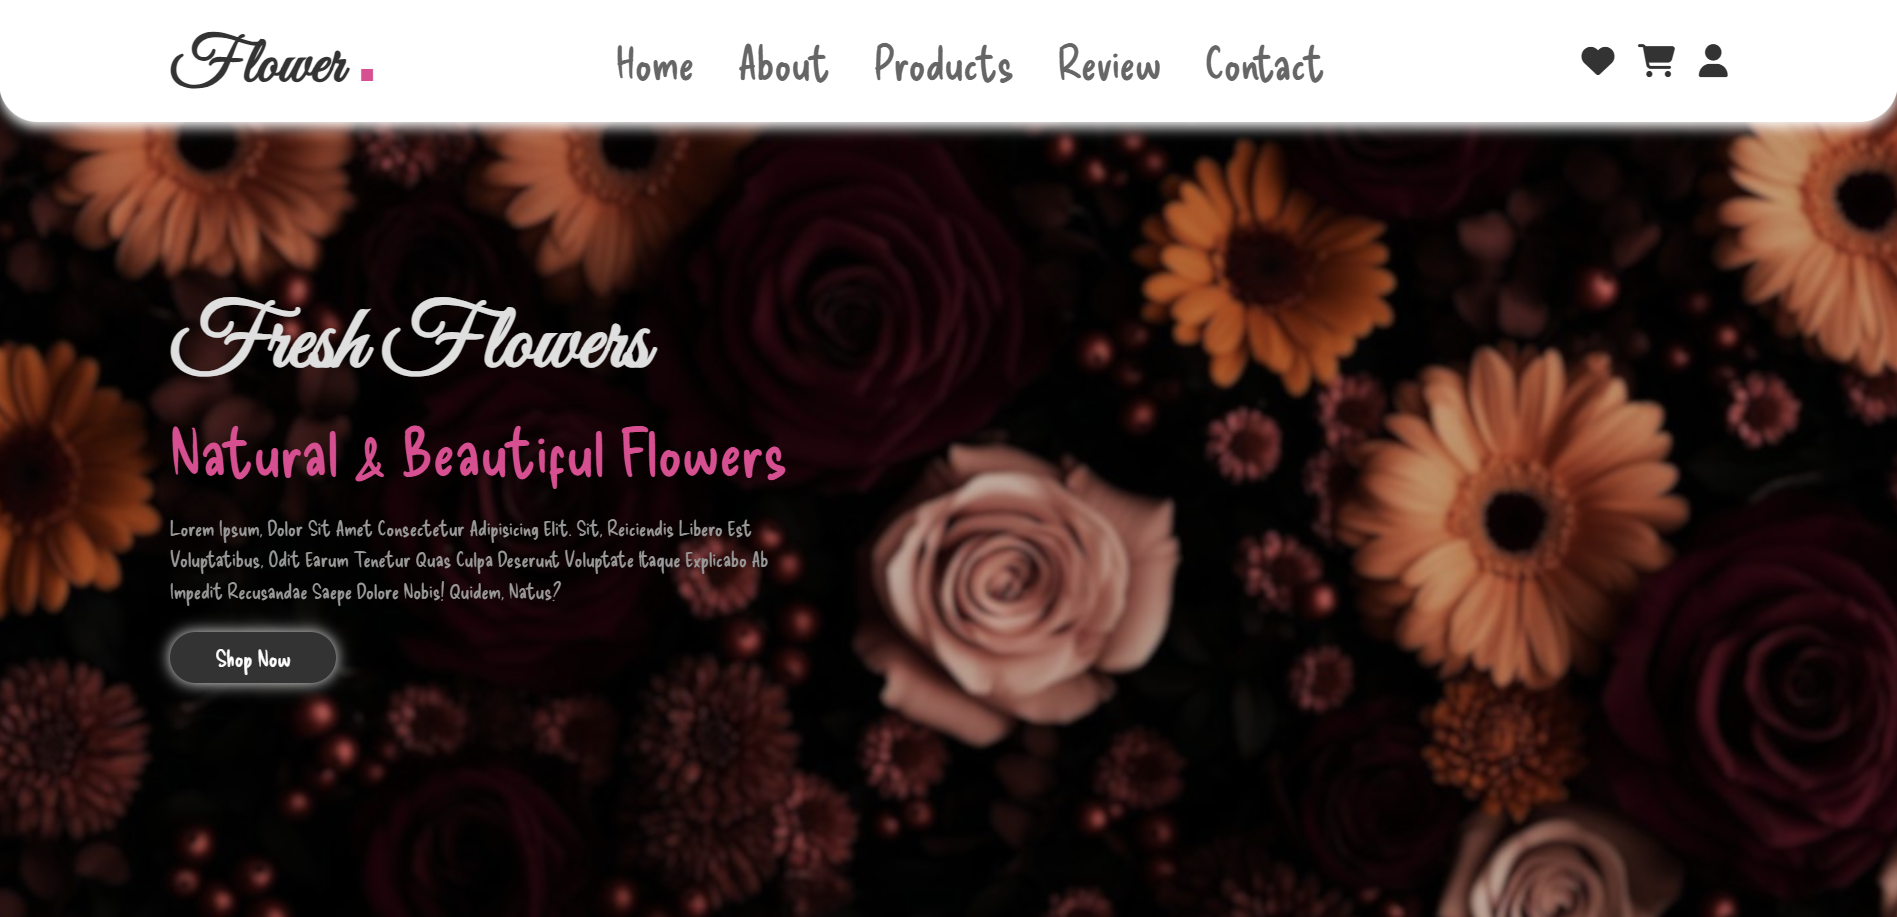 Flower.
Home About Products Review Contact
Fresh Flowers
Natural & Beautiful Flowers
Lorem Ipsum, Dolor Sit Amet Consectetur Adipisicing Elit. Sit, Reiciendis Libero Est
Voluptatibus, Odit Earum Tenetur Quas Culpa Deserunt Voluptate Itaque Explicabo Ab
Impedit Recusandae Saepe Dolore Nobis! Quidem, Natus?
Shop Now